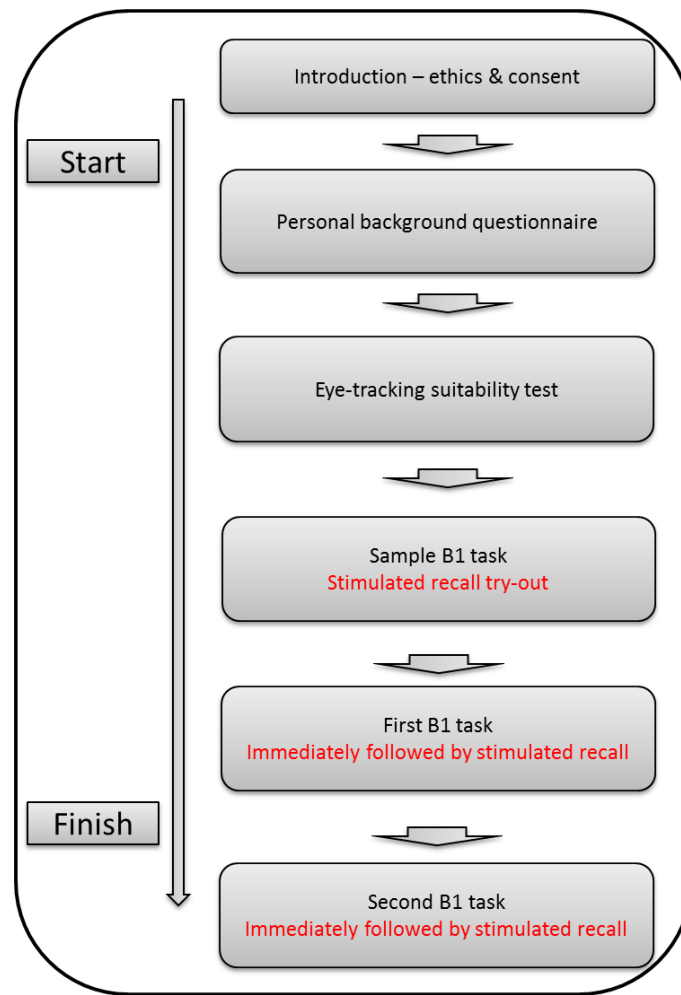 Introduction – ethics & consent
Start
Personal background questionnaire
Eye-tracking suitability test
Sample B1 task
Stimulated recall try-out
First B1 task
Immediately followed by stimulated recall
Finish
Second B1 task
Immediately followed by stimulated recall